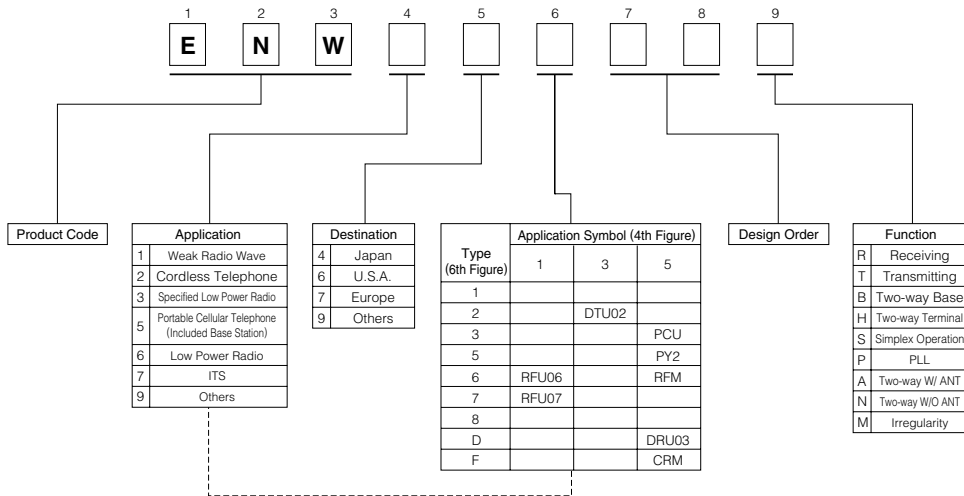 1 2 3 4 5 6 7 8 9
E N W
Product Code
Application
1 Weak Radio Wave
2 Cordless Telephone
3 Specified Low Power Radio
5 Portable Cellular Telephone
(Included Base Station)
6 Low Power Radio
7 ITS
9 Others
Destination
4 Japan
6 U.S.A.
7 Europe
9 Others
Type
(6th Figure)
Application Symbol (4th Figure)
1 3 5
1
2 DTU02
3 PCU
5 PY2
6 RFU06 RFM
7 RFU07
8
D DRU03
F CRM
Design Order
Function
R Receiving
T Transmitting
B Two-way Base
H Two-way Terminal
S Simplex Operation
P PLL
A Two-way W/ ANT
N Two-way W/O ANT
M Irregularity